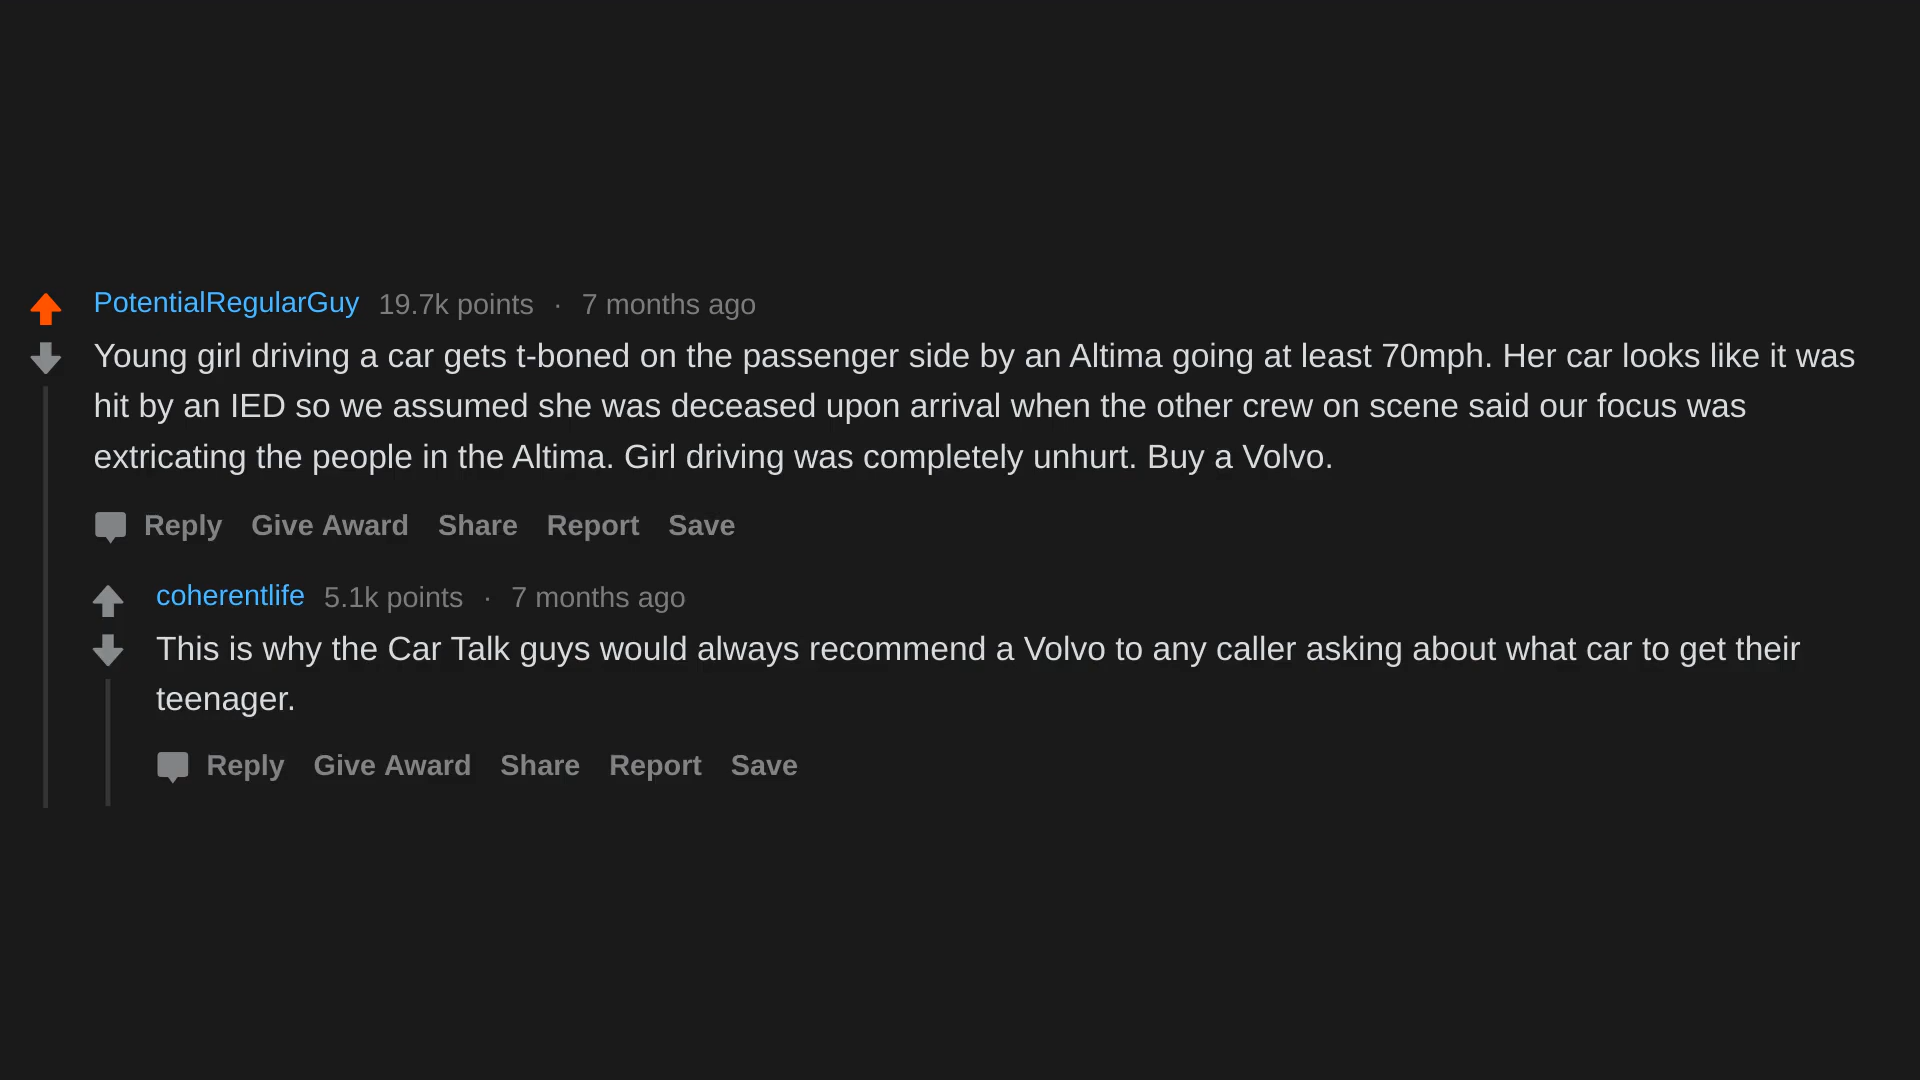 PotentialRegularGuy 19.7k points · 7 months ago
Young girl driving a car gets t-boned on the passenger side by an Altima going at least 70mph. Her car looks like it was
hit by an IED so we assumed she was deceased upon arrival when the other crew on scene said our focus was
extricating the people in the Altima. Girl driving was completely unhurt. Buy a Volvo.
Reply Give Award Share Report Save
coherentlife 5.1k points · 7 months ago
This is why the Car Talk guys would always recommend a Volvo to any caller asking about what car to get their
teenager.
Reply Give Award Share Report Save